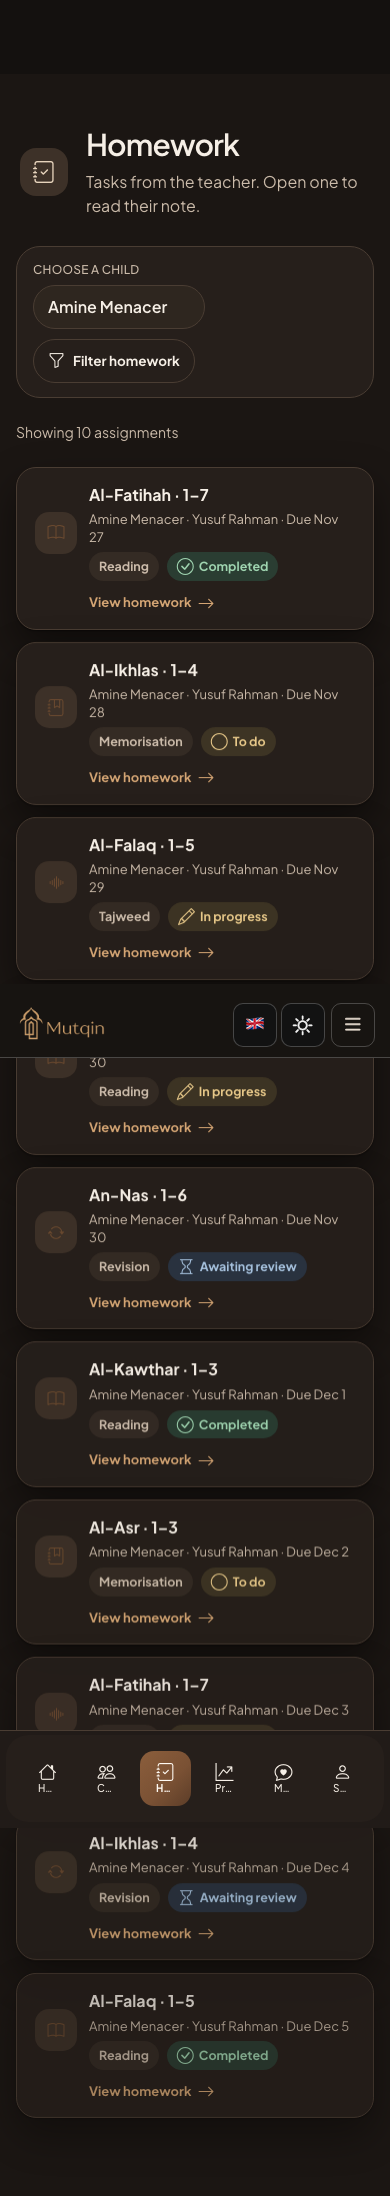 Homework
Tasks from the teacher. Open one to
read their note.
CHOOSE A CHILD
Amine Menacer
Filter homework
Showing 10 assignments
Al-Fatihah · 1–7
Amine Menacer · Yusuf Rahman · Due Nov
27
Reading
Completed
View homework →
Al-Ikhlas · 1–4
Amine Menacer · Yusuf Rahman · Due Nov
28
Memorisation
To do
View homework →
Al-Falaq · 1–5
Amine Menacer · Yusuf Rahman · Due Nov
29
Tajweed
In progress
View homework →
Mutqin
30
Reading
In progress
View homework →
An-Nas · 1–6
Amine Menacer · Yusuf Rahman · Due Nov
30
Revision
Awaiting review
View homework →
Al-Kawthar · 1–3
Amine Menacer · Yusuf Rahman · Due Dec 1
Reading
Completed
View homework →
Al-Asr · 1–3
Amine Menacer · Yusuf Rahman · Due Dec 2
Memorisation
To do
View homework →
Al-Fatihah · 1–7
Amine Menacer · Yusuf Rahman · Due Dec 3
H...
C...
H...
Pr...
M...
S...
Al-Ikhlas · 1–4
Amine Menacer · Yusuf Rahman · Due Dec 4
Revision
Awaiting review
View homework →
Al-Falaq · 1–5
Amine Menacer · Yusuf Rahman · Due Dec 5
Reading
Completed
View homework →